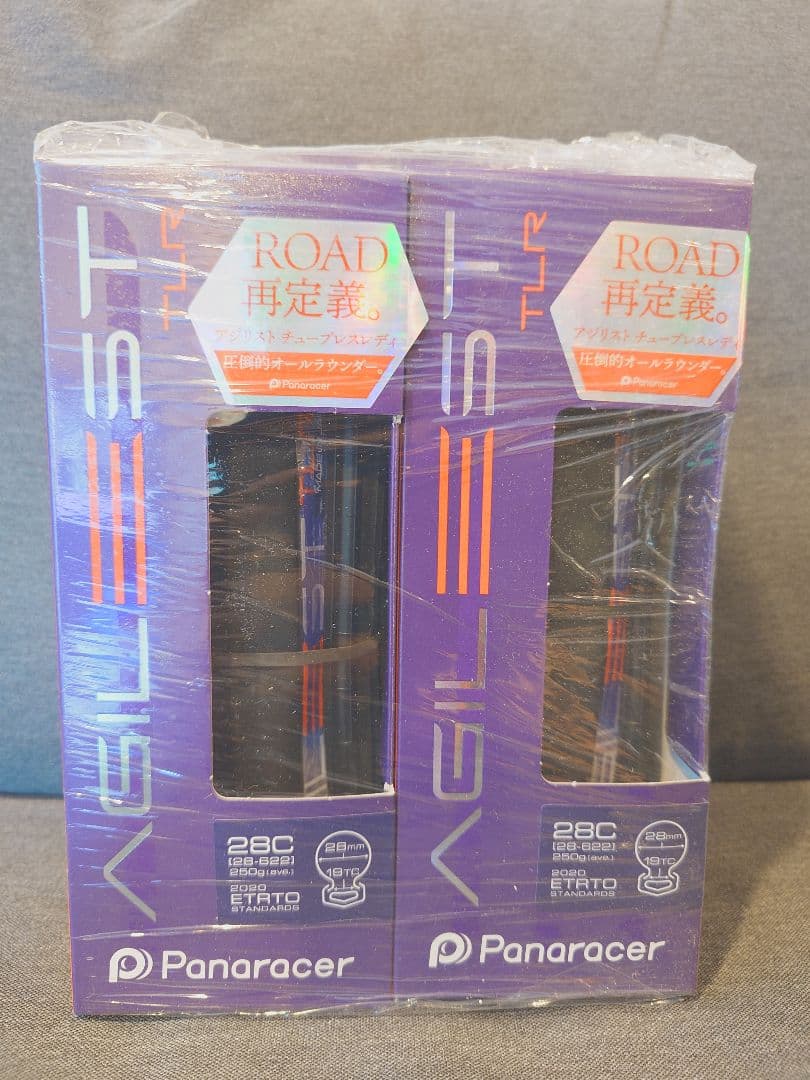 AGILEST TLR
ROAD
再定義。
アジリスト チューブレスレディ
圧倒的オールラウンダー。
Panaracer
28C
[28-622]
250g(ave.)
2020
ETRTO
STANDARDS
28mm
19TC
Panaracer
AGILEST TLR
ROAD
再定義。
アジリスト チューブレスレディ
圧倒的オールラウンダー。
Panaracer
28C
[28-622]
250g(ave.)
2020
ETRTO
STANDARDS
28mm
19TC
Panaracer